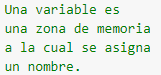 Una variable es
una zona de memoria
a la cual se asigna
un nombre.